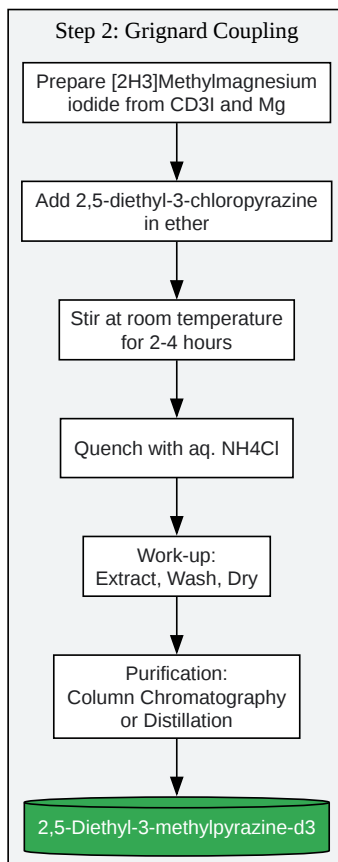 Step 2: Grignard Coupling
Prepare [2H3]Methylmagnesium
iodide from CD3I and Mg
Add 2,5-diethyl-3-chloropyrazine
in ether
Stir at room temperature
for 2-4 hours
Quench with aq. NH4Cl
Work-up:
Extract, Wash, Dry
Purification:
Column Chromatography
or Distillation
2,5-Diethyl-3-methylpyrazine-d3